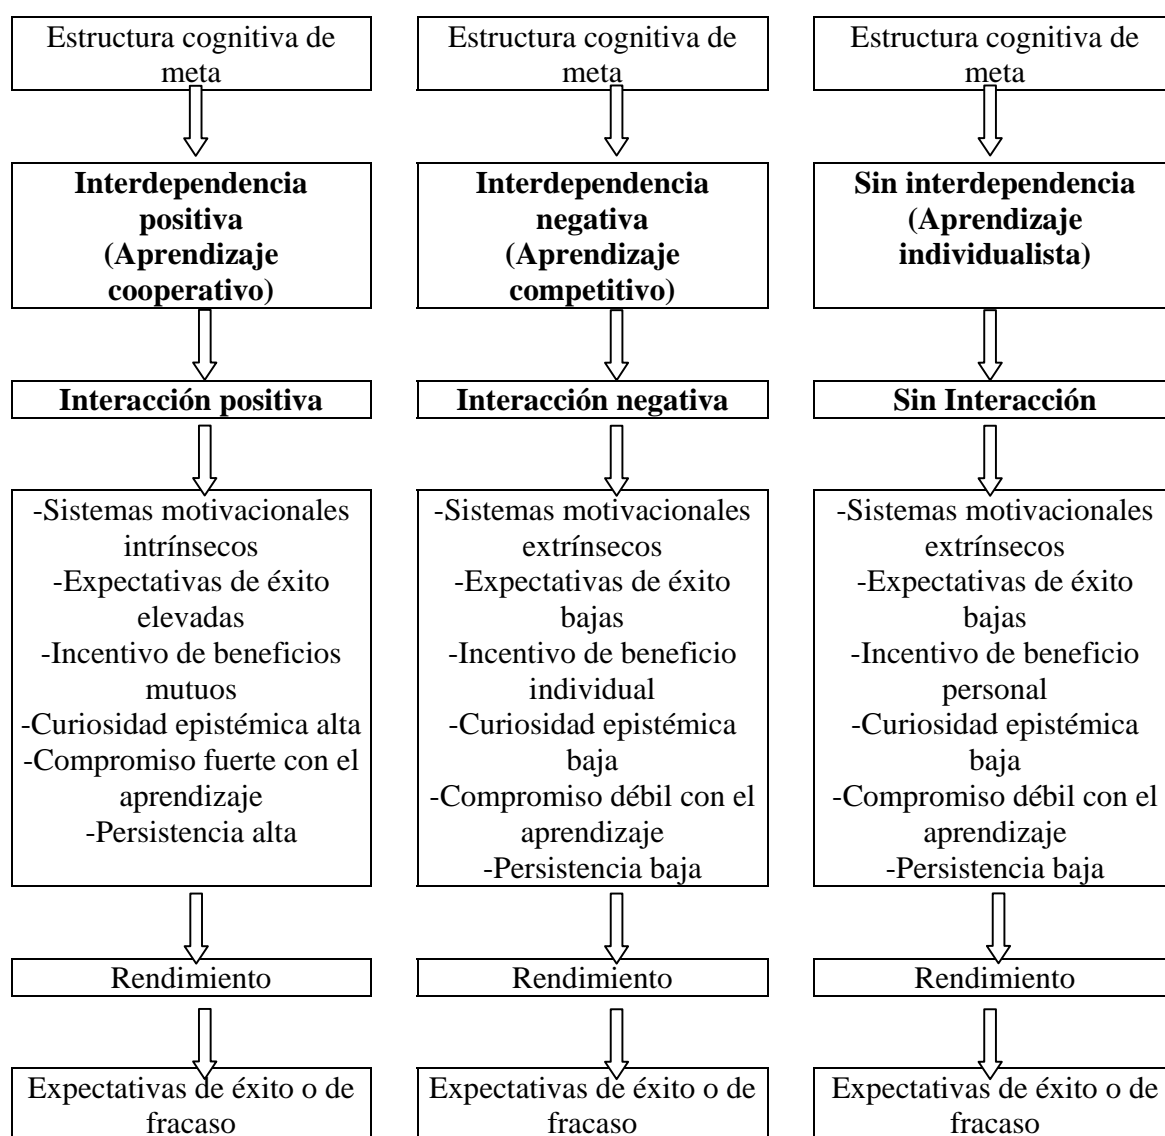 Estructura cognitiva de
meta
Interdependencia
positiva
(Aprendizaje
cooperativo)
Interacción positiva
-Sistemas motivacionales
intrínsecos
-Expectativas de éxito
elevadas
-Incentivo de beneficios
mutuos
-Curiosidad epistémica alta
-Compromiso fuerte con el
aprendizaje
-Persistencia alta
Rendimiento
Expectativas de éxito o de
fracaso
Estructura cognitiva de
meta
Interdependencia
negativa
(Aprendizaje
competitivo)
Interacción negativa
-Sistemas motivacionales
extrínsecos
-Expectativas de éxito
bajas
-Incentivo de beneficio
individual
-Curiosidad epistémica
baja
-Compromiso débil con el
aprendizaje
-Persistencia baja
Rendimiento
Expectativas de éxito o de
fracaso
Estructura cognitiva de
meta
Sin interdependencia
(Aprendizaje
individualista)
Sin Interacción
-Sistemas motivacionales
extrínsecos
-Expectativas de éxito
bajas
-Incentivo de beneficio
personal
-Curiosidad epistémica
baja
-Compromiso débil con el
aprendizaje
-Persistencia baja
Rendimiento
Expectativas de éxito o de
fracaso